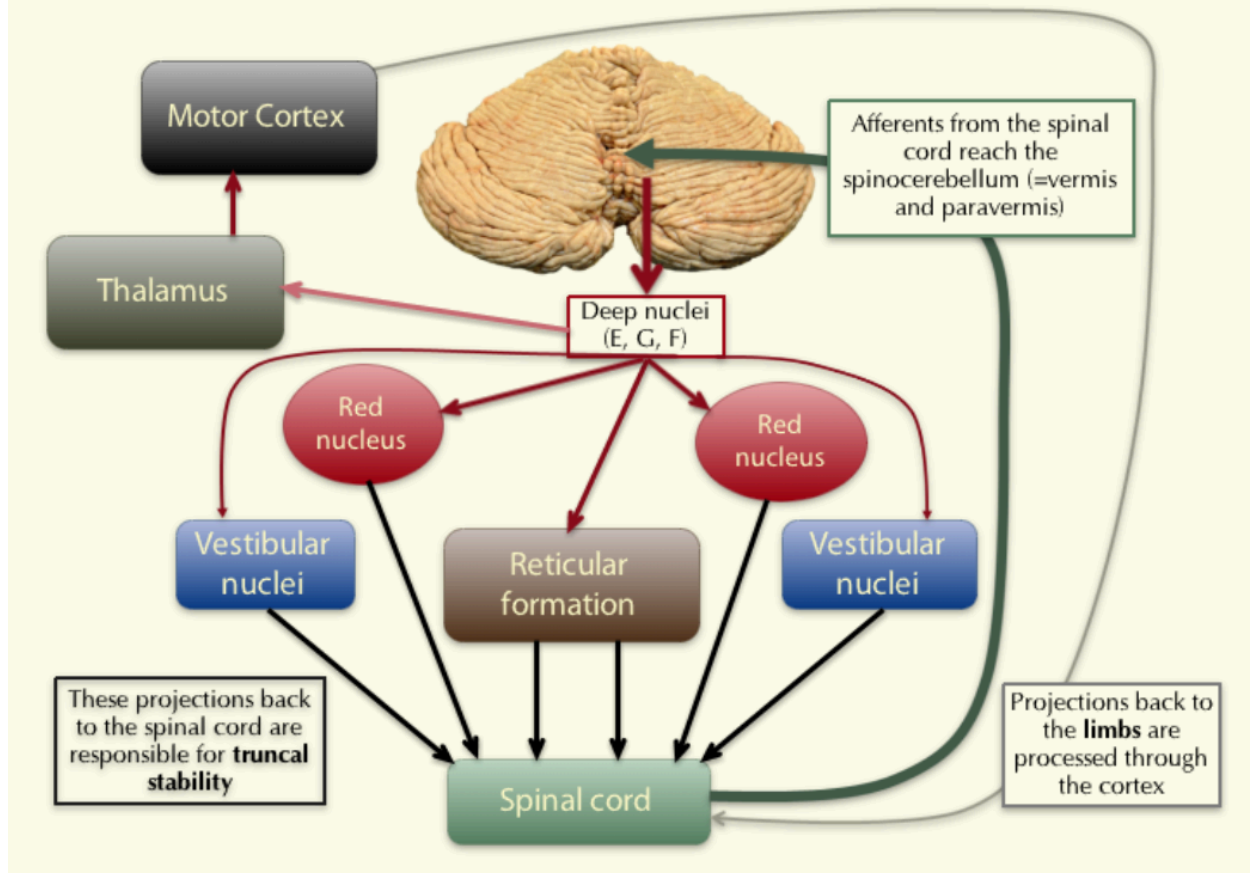 Motor Cortex
Afferents from the spinal
cord reach the
spinocerebellum (=vermis
and paravermis)
Thalamus
Deep nuclei
(E, G, F)
Red
nucleus
Red
nucleus
Vestibular
nuclei
Reticular
formation
Vestibular
nuclei
These projections back
to the spinal cord are
responsible for truncal
stability
Projections back to
the limbs are
processed through
the cortex
Spinal cord